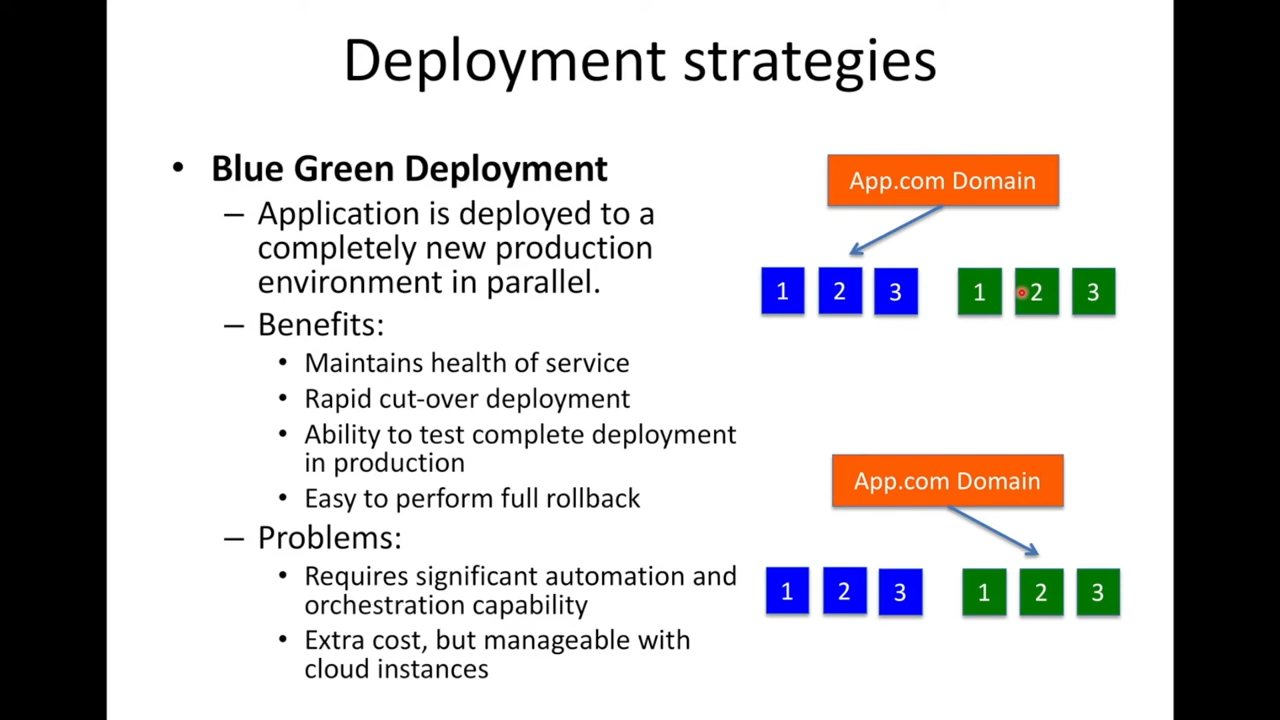 Deployment strategies
• Blue Green Deployment
– Application is deployed to a
completely new production
environment in parallel.
– Benefits:
• Maintains health of service
• Rapid cut-over deployment
• Ability to test complete deployment
in production
• Easy to perform full rollback
– Problems:
• Requires significant automation and
orchestration capability
• Extra cost, but manageable with
cloud instances
App.com Domain
1 2 3 1 2 3
App.com Domain
1 2 3 1 2 3